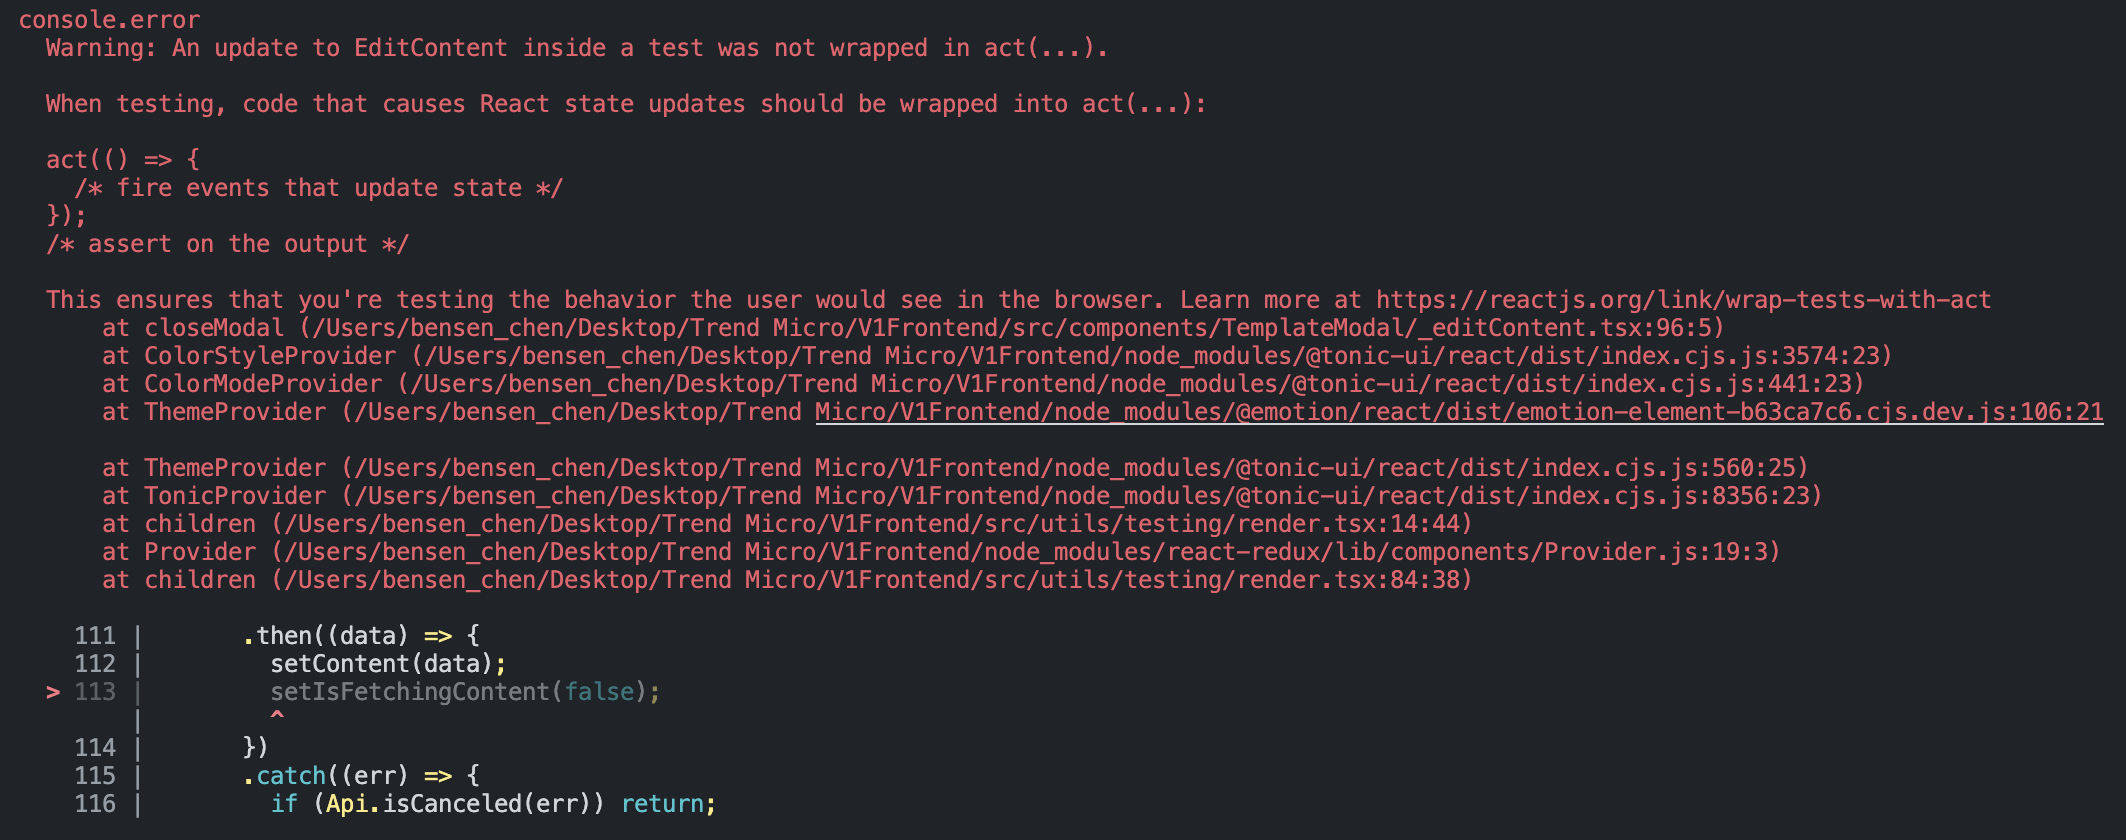 console.error
Warning: An update to EditContent inside a test was not wrapped in act(...).
When testing, code that causes React state updates should be wrapped into act(...):
act(() => {
/* fire events that update state */
});
/* assert on the output */
This ensures that you're testing the behavior the user would see in the browser. Learn more at https://reactjs.org/link/wrap-tests-with-act
at closeModal (/Users/bensen_chen/Desktop/Trend Micro/V1Frontend/src/components/TemplateModal/_editContent.tsx:96:5)
at ColorStyleProvider (/Users/bensen_chen/Desktop/Trend Micro/V1Frontend/node_modules/@tonic-ui/react/dist/index.cjs.js:3574:23)
at ColorModeProvider (/Users/bensen_chen/Desktop/Trend Micro/V1Frontend/node_modules/@tonic-ui/react/dist/index.cjs.js:441:23)
at ThemeProvider (/Users/bensen_chen/Desktop/Trend Micro/V1Frontend/node_modules/@emotion/react/dist/emotion-element-b63ca7c6.cjs.dev.js:106:21
at ThemeProvider (/Users/bensen_chen/Desktop/Trend Micro/V1Frontend/node_modules/@tonic-ui/react/dist/index.cjs.js:560:25)
at TonicProvider (/Users/bensen_chen/Desktop/Trend Micro/V1Frontend/node_modules/@tonic-ui/react/dist/index.cjs.js:8356:23)
at children (/Users/bensen_chen/Desktop/Trend Micro/V1Frontend/src/utils/testing/render.tsx:14:44)
at Provider (/Users/bensen_chen/Desktop/Trend Micro/V1Frontend/node_modules/react-redux/lib/components/Provider.js:19:3)
at children (/Users/bensen_chen/Desktop/Trend Micro/V1Frontend/src/utils/testing/render.tsx:84:38)
111 | .then((data) => {
112 | setContent(data);
> 113 | setIsFetchingContent(false);
| ^
114 | })
115 | .catch((err) => {
116 | if (Api.isCanceled(err)) return;